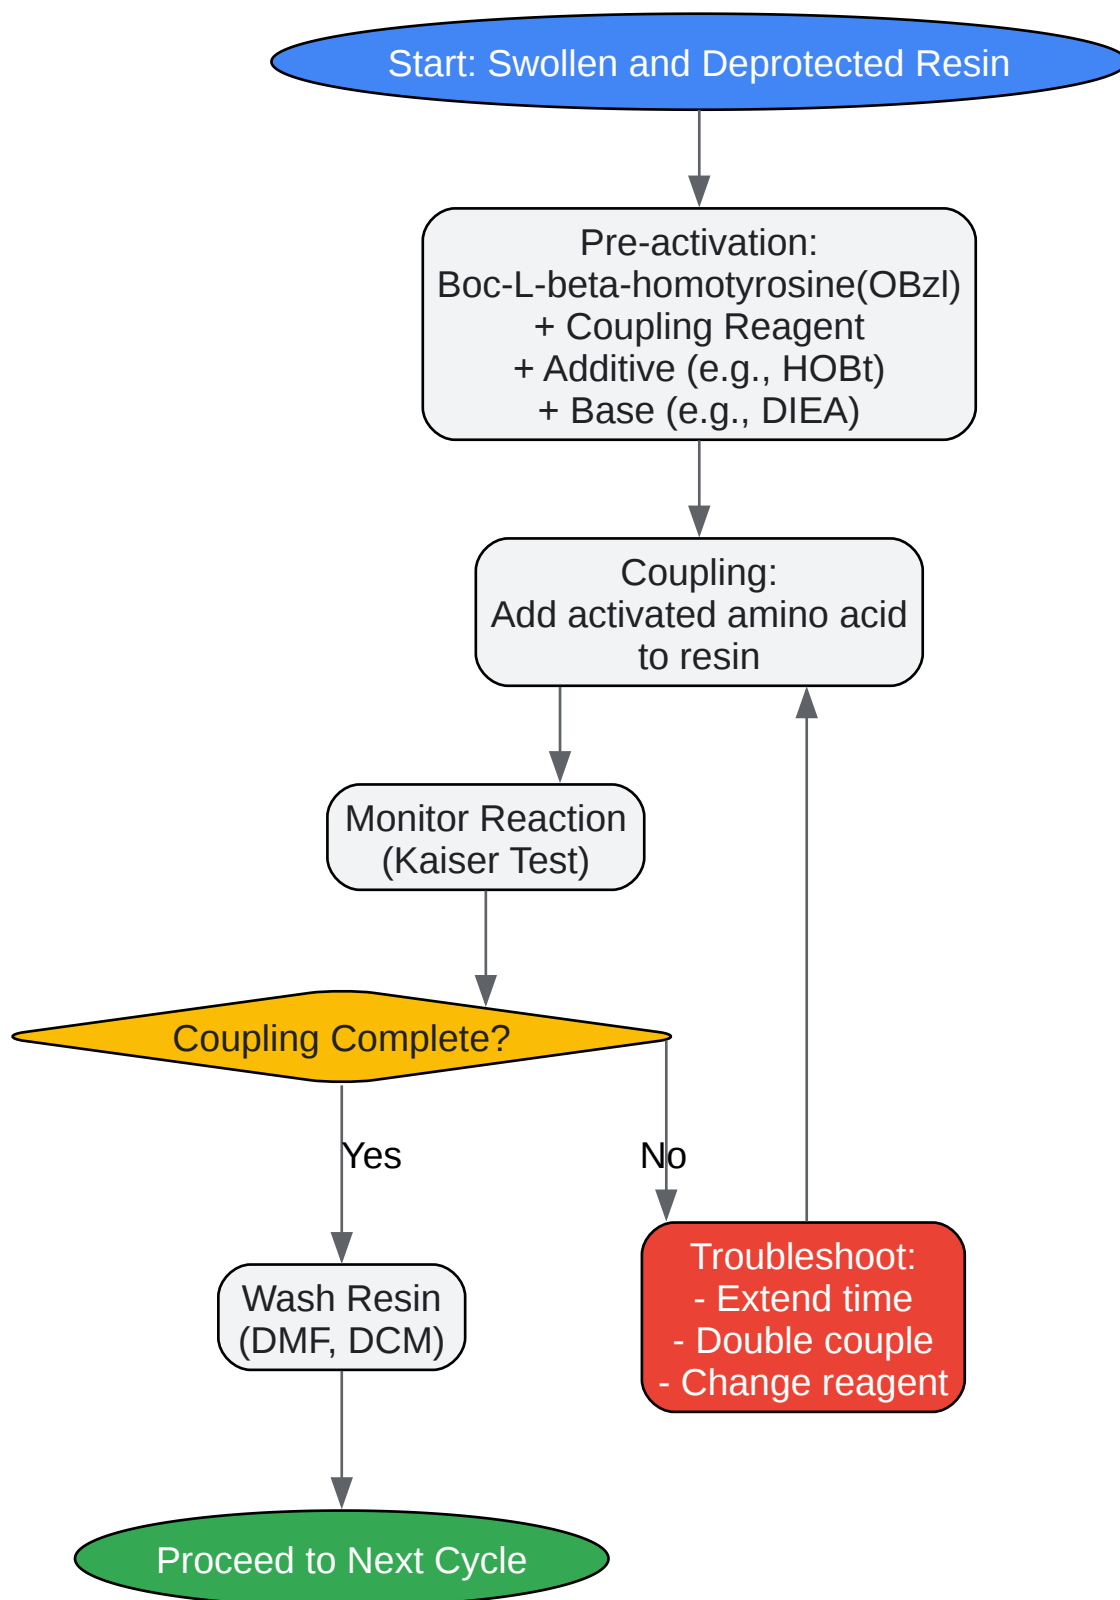 Start: Swollen and Deprotected Resin
Pre-activation:
Boc-L-beta-homotyrosine(OBzl)
+ Coupling Reagent
+ Additive (e.g., HOBt)
+ Base (e.g., DIEA)
Coupling:
Add activated amino acid
to resin
Monitor Reaction
(Kaiser Test)
Coupling Complete?
Yes
No
Wash Resin
(DMF, DCM)
Troubleshoot:
- Extend time
- Double couple
- Change reagent
Proceed to Next Cycle